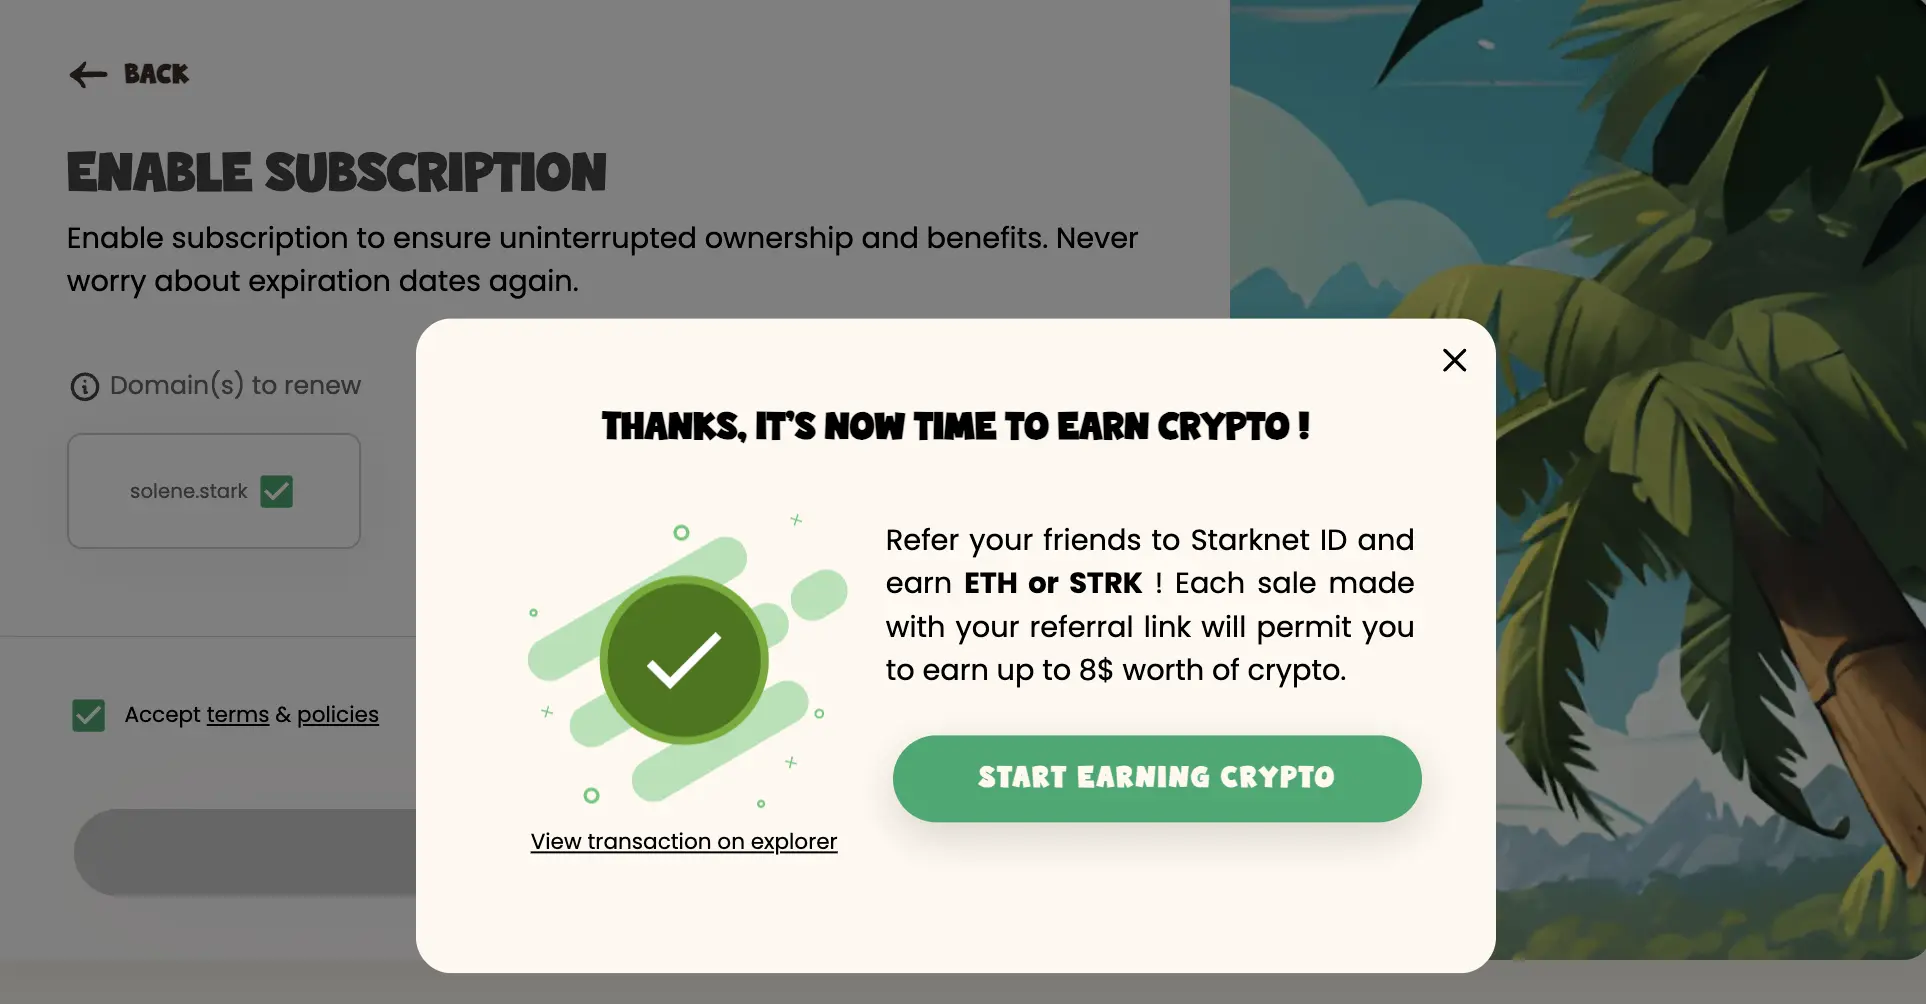 BACK
ENABLE SUBSCRIPTION
Enable subscription to ensure uninterrupted ownership and benefits. Never
worry about expiration dates again.
Domain(s) to renew
solene.stark
Accept terms & policies
THANKS, IT'S NOW TIME TO EARN CRYPTO !
Refer your friends to Starknet ID and
earn ETH or STRK ! Each sale made
with your referral link will permit you
to earn up to 8$ worth of crypto.
START EARNING CRYPTO
View transaction on explorer